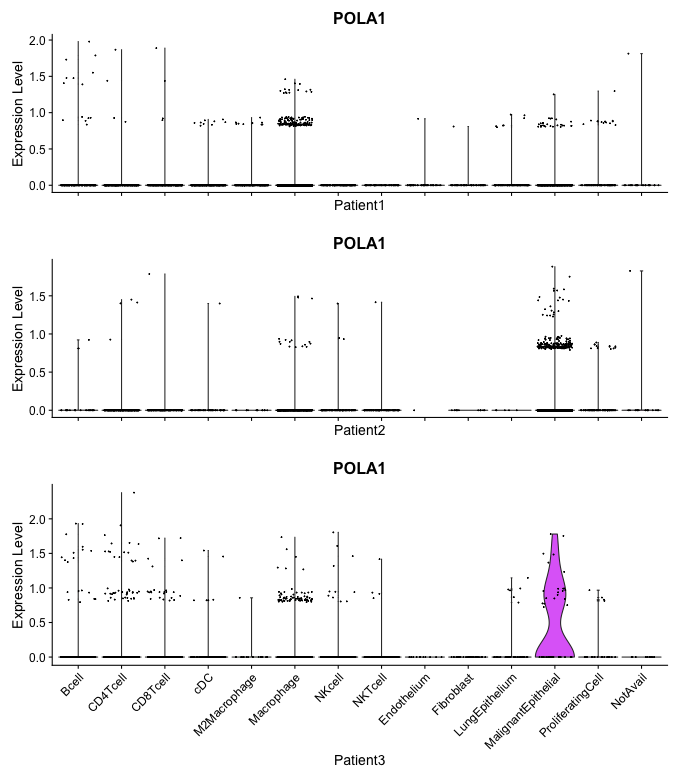 POLA1
Expression Level
2.0
1.5
1.0
0.5
0.0
Patient1
POLA1
Expression Level
1.5
1.0
0.5
0.0
Patient2
POLA1
Expression Level
2.0
1.5
1.0
0.5
0.0
Bcell
CD4Tcell
CD8Tcell
cDC
M2Macrophage
Macrophage
NKcell
NKTcell
Endothelium
Fibroblast
LungEpithelium
MalignantEpithelial
ProliferatingCell
NotAvail
Patient3